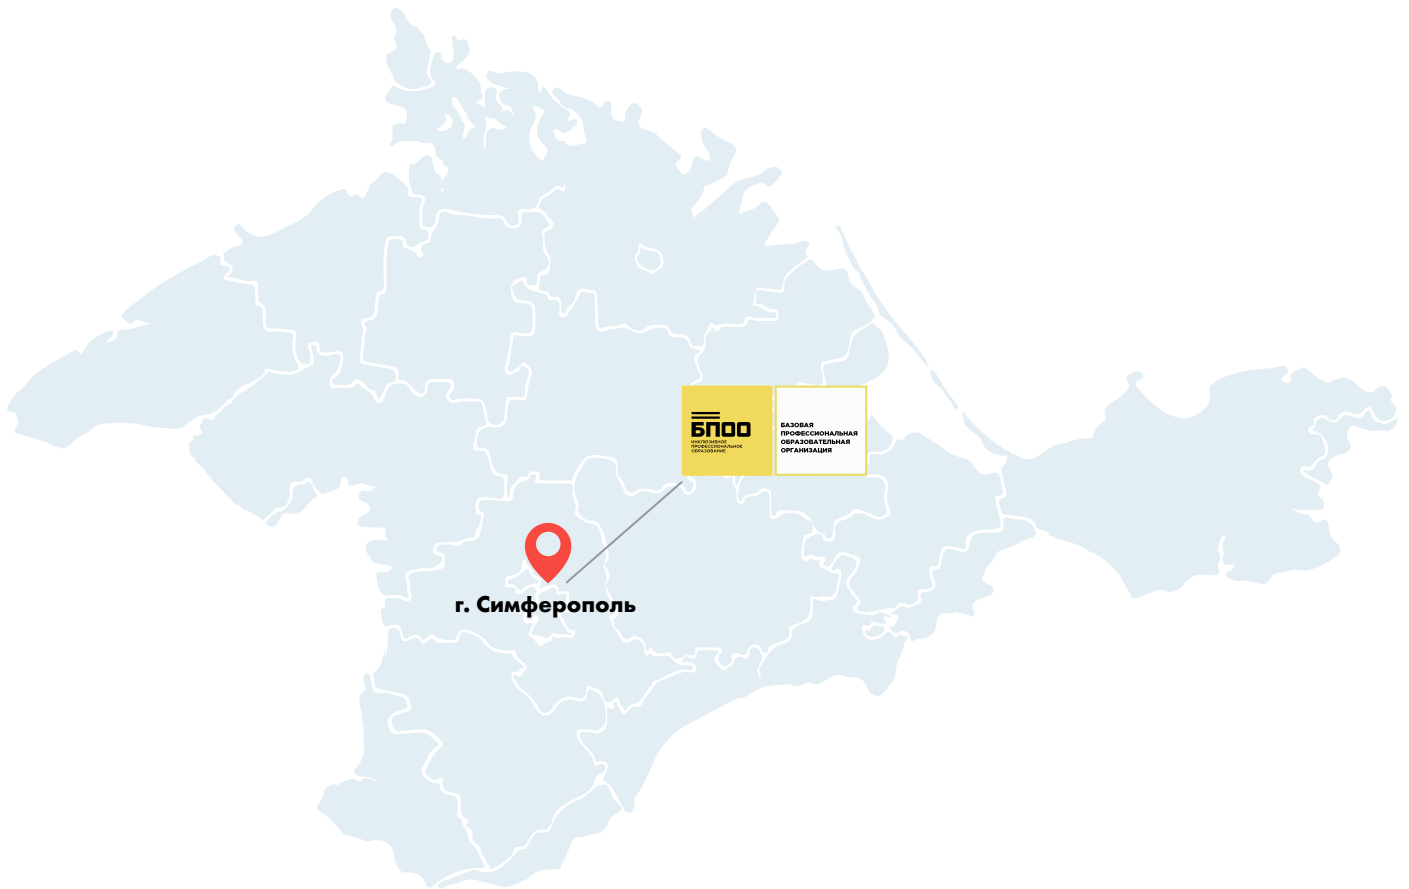 БПОО
ИНКЛЮЗИВНОЕ
ПРОФЕССИОНАЛЬНОЕ
ОБРАЗОВАНИЕ
БАЗОВАЯ
ПРОФЕССИОНАЛЬНАЯ
ОБРАЗОВАТЕЛЬНАЯ
ОРГАНИЗАЦИЯ
г. Симферополь